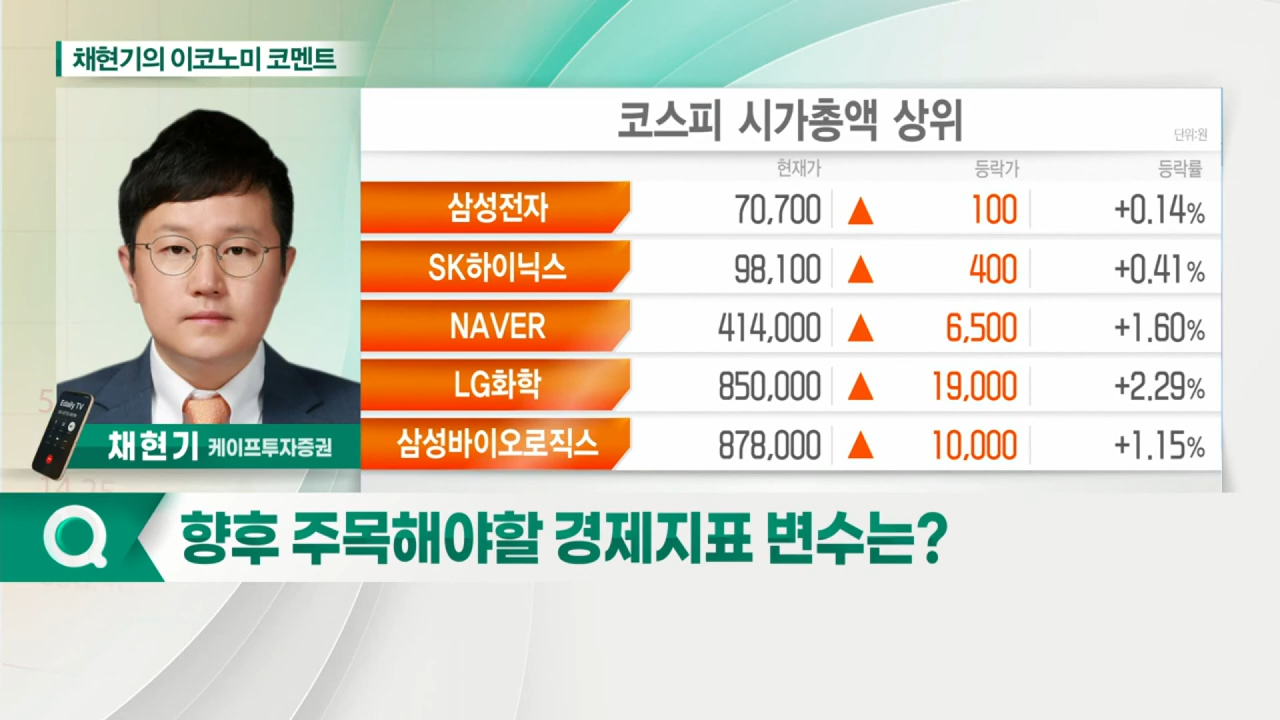 채현기의 이코노미 코멘트
코스피 시가총액 상위
단위:원
현재가 등락가 등락률
삼성전자 70,700 ▲ 100 +0.14%
SK하이닉스 98,100 ▲ 400 +0.41%
NAVER 414,000 ▲ 6,500 +1.60%
LG화학 850,000 ▲ 19,000 +2.29%
삼성바이오로직스 878,000 ▲ 10,000 +1.15%
Edaily TV
채현기 케이프투자증권
Q 향후 주목해야할 경제지표 변수는?